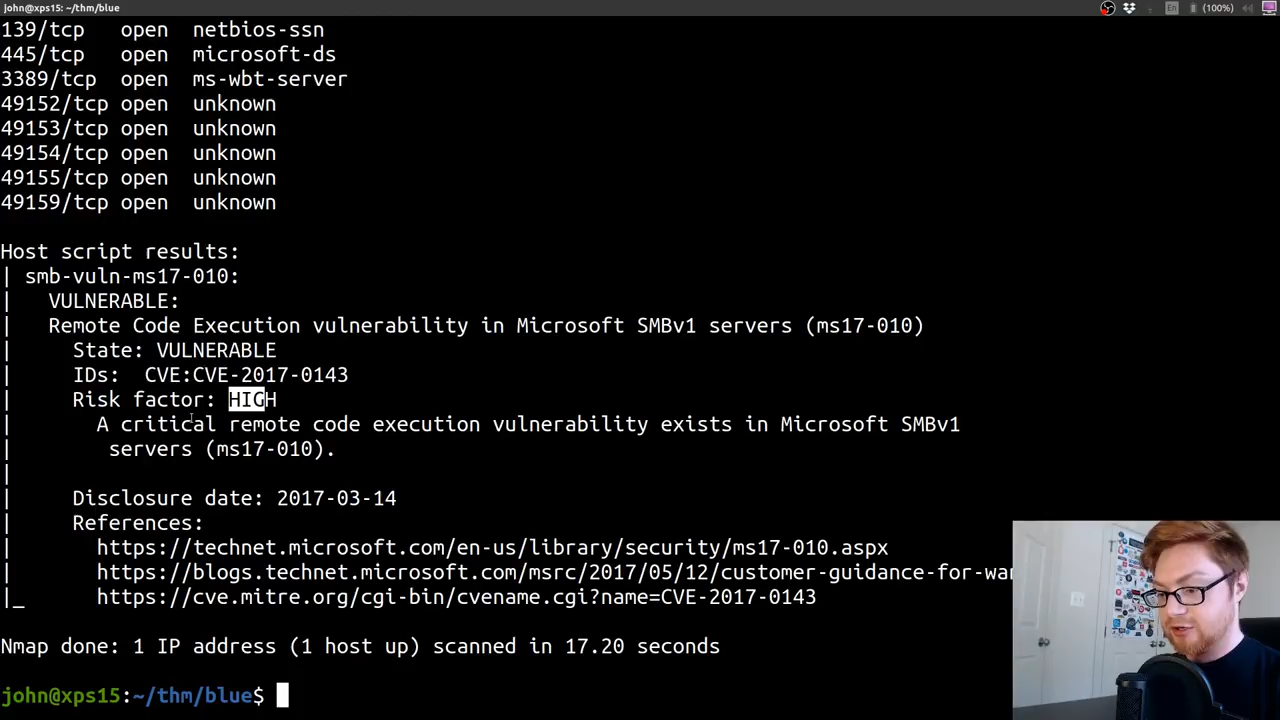 john@xps15: ~/thm/blue
En
(100%)
139/tcp   open  netbios-ssn
445/tcp   open  microsoft-ds
3389/tcp  open  ms-wbt-server
49152/tcp open  unknown
49153/tcp open  unknown
49154/tcp open  unknown
49155/tcp open  unknown
49159/tcp open  unknown
Host script results:
| smb-vuln-ms17-010:
|   VULNERABLE:
|   Remote Code Execution vulnerability in Microsoft SMBv1 servers (ms17-010)
|     State: VULNERABLE
|     IDs:  CVE:CVE-2017-0143
|     Risk factor: HIGH
|       A critical remote code execution vulnerability exists in Microsoft SMBv1
|        servers (ms17-010).
|
|     Disclosure date: 2017-03-14
|     References:
|       https://technet.microsoft.com/en-us/library/security/ms17-010.aspx
|       https://blogs.technet.microsoft.com/msrc/2017/05/12/customer-guidance-for-wan
|_      https://cve.mitre.org/cgi-bin/cvename.cgi?name=CVE-2017-0143
Nmap done: 1 IP address (1 host up) scanned in 17.20 seconds
john@xps15:~/thm/blue$